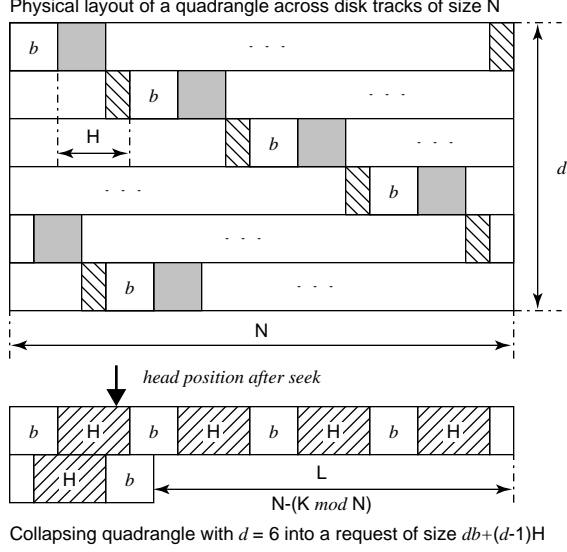 Physical layout of a quadrangle across disk tracks of size N
b - - -
b - - -
H b - - -
- - - b d
- - -
b - - -
N
head position after seek
b H b H b H b H
H b L
N-(K mod N)
Collapsing quadrangle with d = 6 into a request of size db+(d-1)H